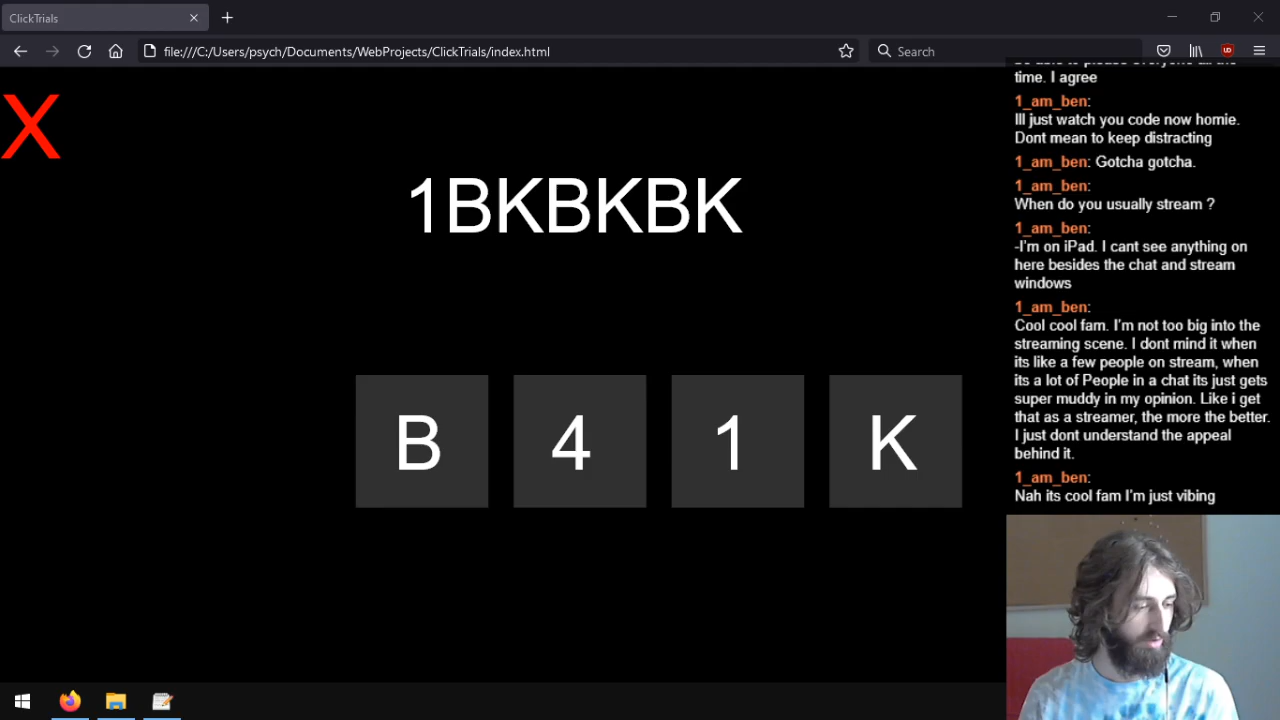 ClickTrials
file:///C:/Users/psych/Documents/WebProjects/ClickTrials/index.html
Search
X
1BKBKBK
B
4
1
K
time. I agree
1_am_ben:
Ill just watch you code now homie.
Dont mean to keep distracting
1_am_ben: Gotcha gotcha.
1_am_ben:
When do you usually stream ?
1_am_ben:
-I'm on iPad. I cant see anything on
here besides the chat and stream
windows
1_am_ben:
Cool cool fam. I'm not too big into the
streaming scene. I dont mind it when
its like a few people on stream, when
its a lot of People in a chat its just gets
super muddy in my opinion. Like i get
that as a streamer, the more the better.
I just dont understand the appeal
behind it.
1_am_ben:
Nah its cool fam I'm just vibing